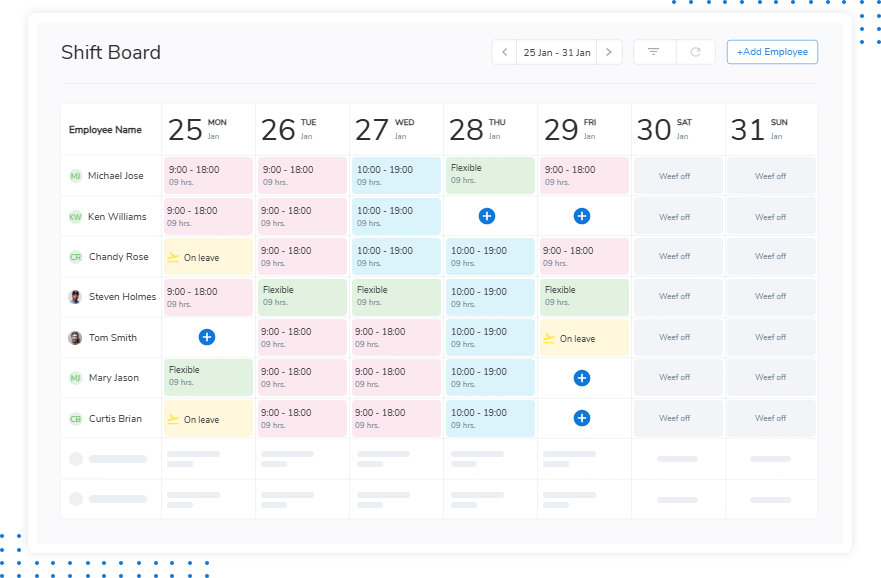 Shift Board
25 Jan - 31 Jan
+Add Employee
Employee Name
25 MON Jan
26 TUE Jan
27 WED Jan
28 THU Jan
29 FRI Jan
30 SAT Jan
31 SUN Jan
MJ Michael Jose
9:00 - 18:00
09 hrs.
9:00 - 18:00
09 hrs.
10:00 - 19:00
09 hrs.
Flexible
09 hrs.
9:00 - 18:00
09 hrs.
Weef off
Weef off
KW Ken Williams
9:00 - 18:00
09 hrs.
9:00 - 18:00
09 hrs.
10:00 - 19:00
09 hrs.
Weef off
Weef off
CR Chandy Rose
On leave
9:00 - 18:00
09 hrs.
10:00 - 19:00
09 hrs.
10:00 - 19:00
09 hrs.
9:00 - 18:00
09 hrs.
Weef off
Weef off
Steven Holmes
9:00 - 18:00
09 hrs.
Flexible
09 hrs.
Flexible
09 hrs.
10:00 - 19:00
09 hrs.
Flexible
09 hrs.
Weef off
Weef off
Tom Smith
9:00 - 18:00
09 hrs.
9:00 - 18:00
09 hrs.
10:00 - 19:00
09 hrs.
On leave
Weef off
Weef off
MJ Mary Jason
Flexible
09 hrs.
9:00 - 18:00
09 hrs.
9:00 - 18:00
09 hrs.
10:00 - 19:00
09 hrs.
Weef off
Weef off
CB Curtis Brian
On leave
9:00 - 18:00
09 hrs.
9:00 - 18:00
09 hrs.
10:00 - 19:00
09 hrs.
Weef off
Weef off